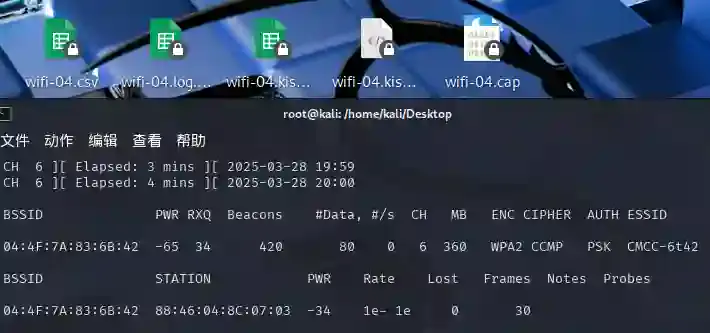 wifi-04.csv wifi-04.log.... wifi-04.kis... wifi-04.kis... wifi-04.cap
root@kali: /home/kali/Desktop
文件 动作 编辑 查看 帮助
CH 6 ][ Elapsed: 3 mins ][ 2025-03-28 19:59
CH 6 ][ Elapsed: 4 mins ][ 2025-03-28 20:00
BSSID PWR RXQ Beacons #Data, #/s CH MB ENC CIPHER AUTH ESSID
04:4F:7A:83:6B:42 -65 34 420 80 0 6 360 WPA2 CCMP PSK CMCC-6t42
BSSID STATION PWR Rate Lost Frames Notes Probes
04:4F:7A:83:6B:42 88:46:04:8C:07:03 -34 1e- 1e 0 30